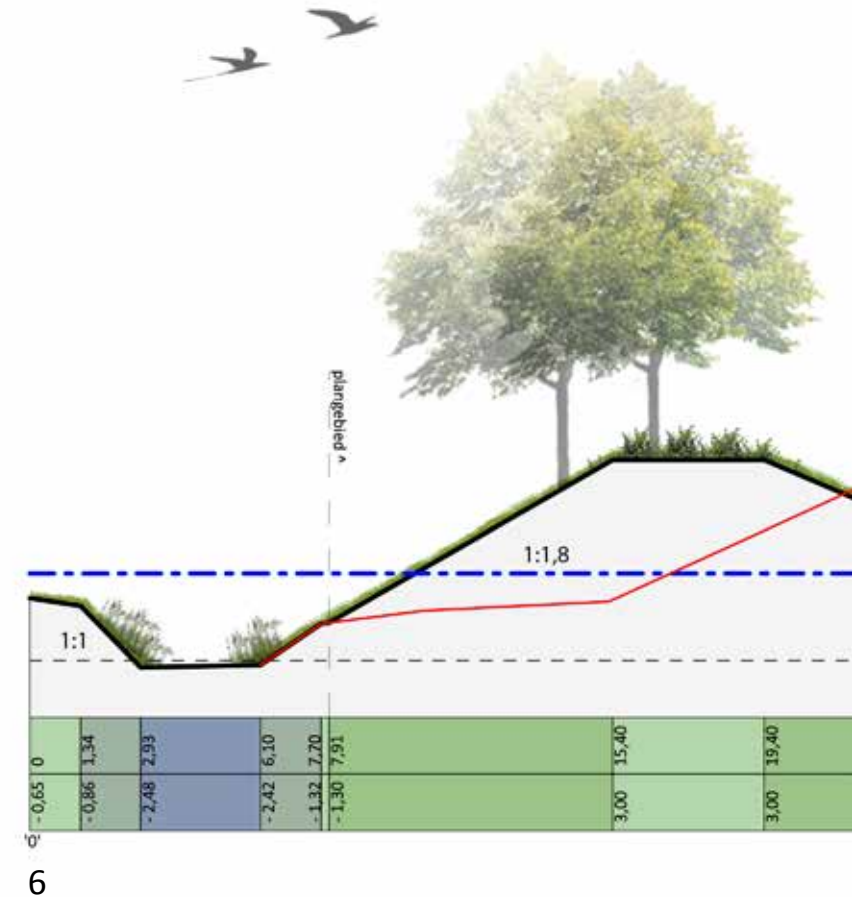 plangebied ^
1:1,8
1:1
0 1,34 2,93 6,10 7,70 7,91 15,40 19,40
- 0,65 - 0,86 - 2,48 - 2,42 - 1,32 - 1,30 3,00 3,00
'0'
6